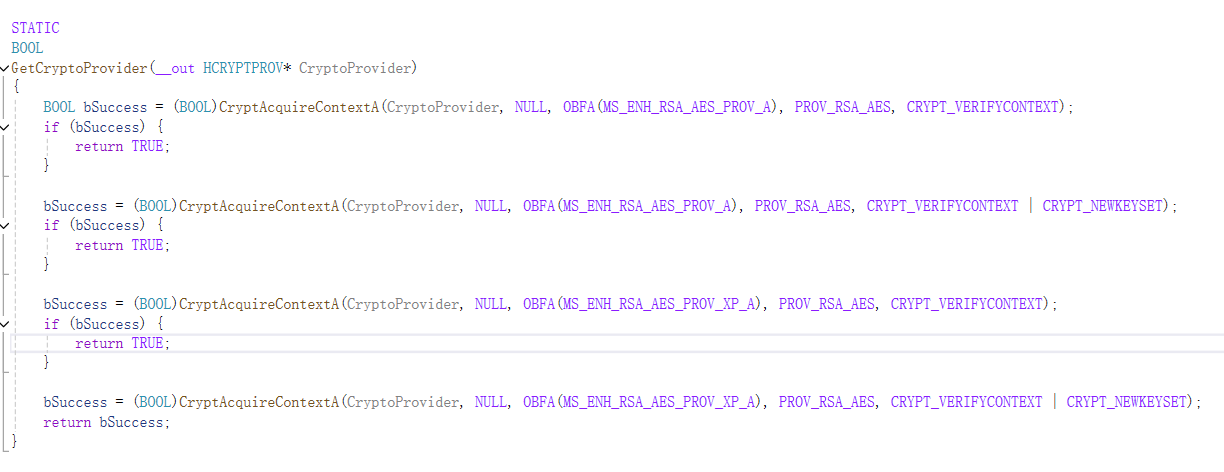 STATIC
BOOL
GetCryptoProvider(__out HCRYPTPROV* CryptoProvider)
{
    BOOL bSuccess = (BOOL)CryptAcquireContextA(CryptoProvider, NULL, OBFA(MS_ENH_RSA_AES_PROV_A), PROV_RSA_AES, CRYPT_VERIFYCONTEXT);
    if (bSuccess) {
        return TRUE;
    }

    bSuccess = (BOOL)CryptAcquireContextA(CryptoProvider, NULL, OBFA(MS_ENH_RSA_AES_PROV_A), PROV_RSA_AES, CRYPT_VERIFYCONTEXT | CRYPT_NEWKEYSET);
    if (bSuccess) {
        return TRUE;
    }

    bSuccess = (BOOL)CryptAcquireContextA(CryptoProvider, NULL, OBFA(MS_ENH_RSA_AES_PROV_XP_A), PROV_RSA_AES, CRYPT_VERIFYCONTEXT);
    if (bSuccess) {
        return TRUE;
    }

    bSuccess = (BOOL)CryptAcquireContextA(CryptoProvider, NULL, OBFA(MS_ENH_RSA_AES_PROV_XP_A), PROV_RSA_AES, CRYPT_VERIFYCONTEXT | CRYPT_NEWKEYSET);
    return bSuccess;
}